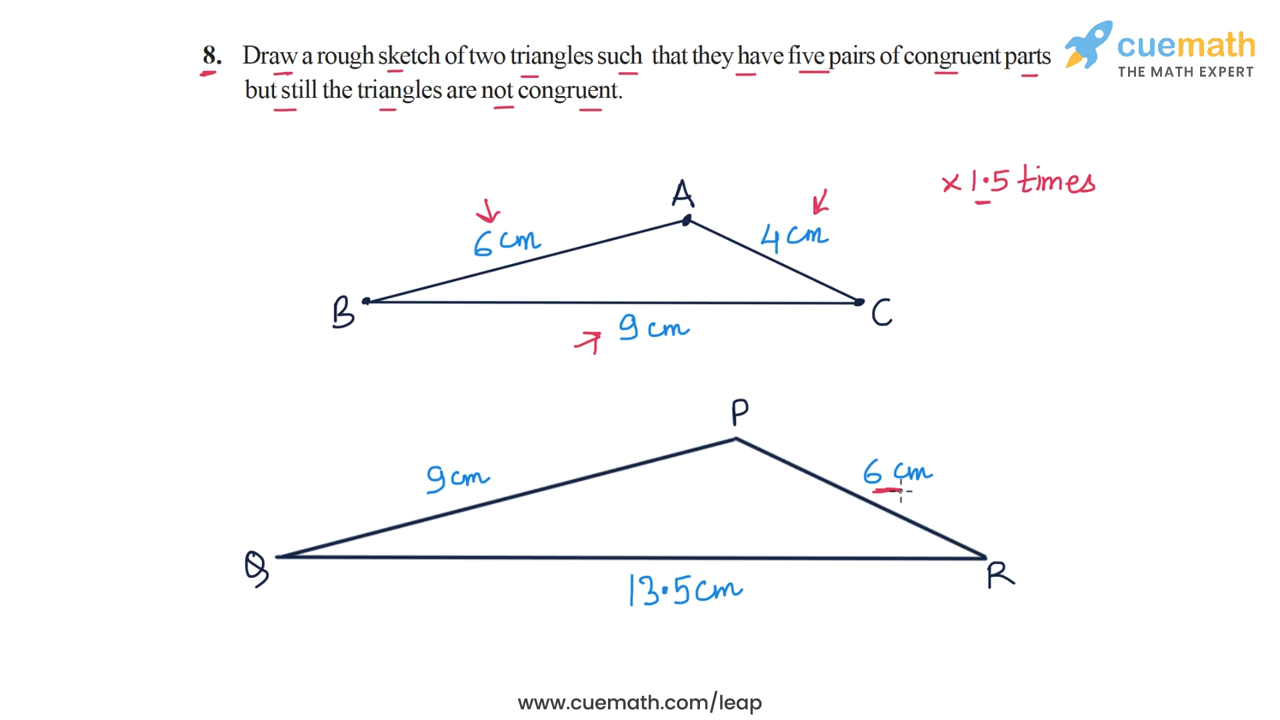 8. Draw a rough sketch of two triangles such that they have five pairs of congruent parts
but still the triangles are not congruent.
cuemath
THE MATH EXPERT
× 1.5 times
A
6 cm
4 cm
B
C
9 cm
P
9 cm
6 cm
Q
R
13.5 cm
www.cuemath.com/leap